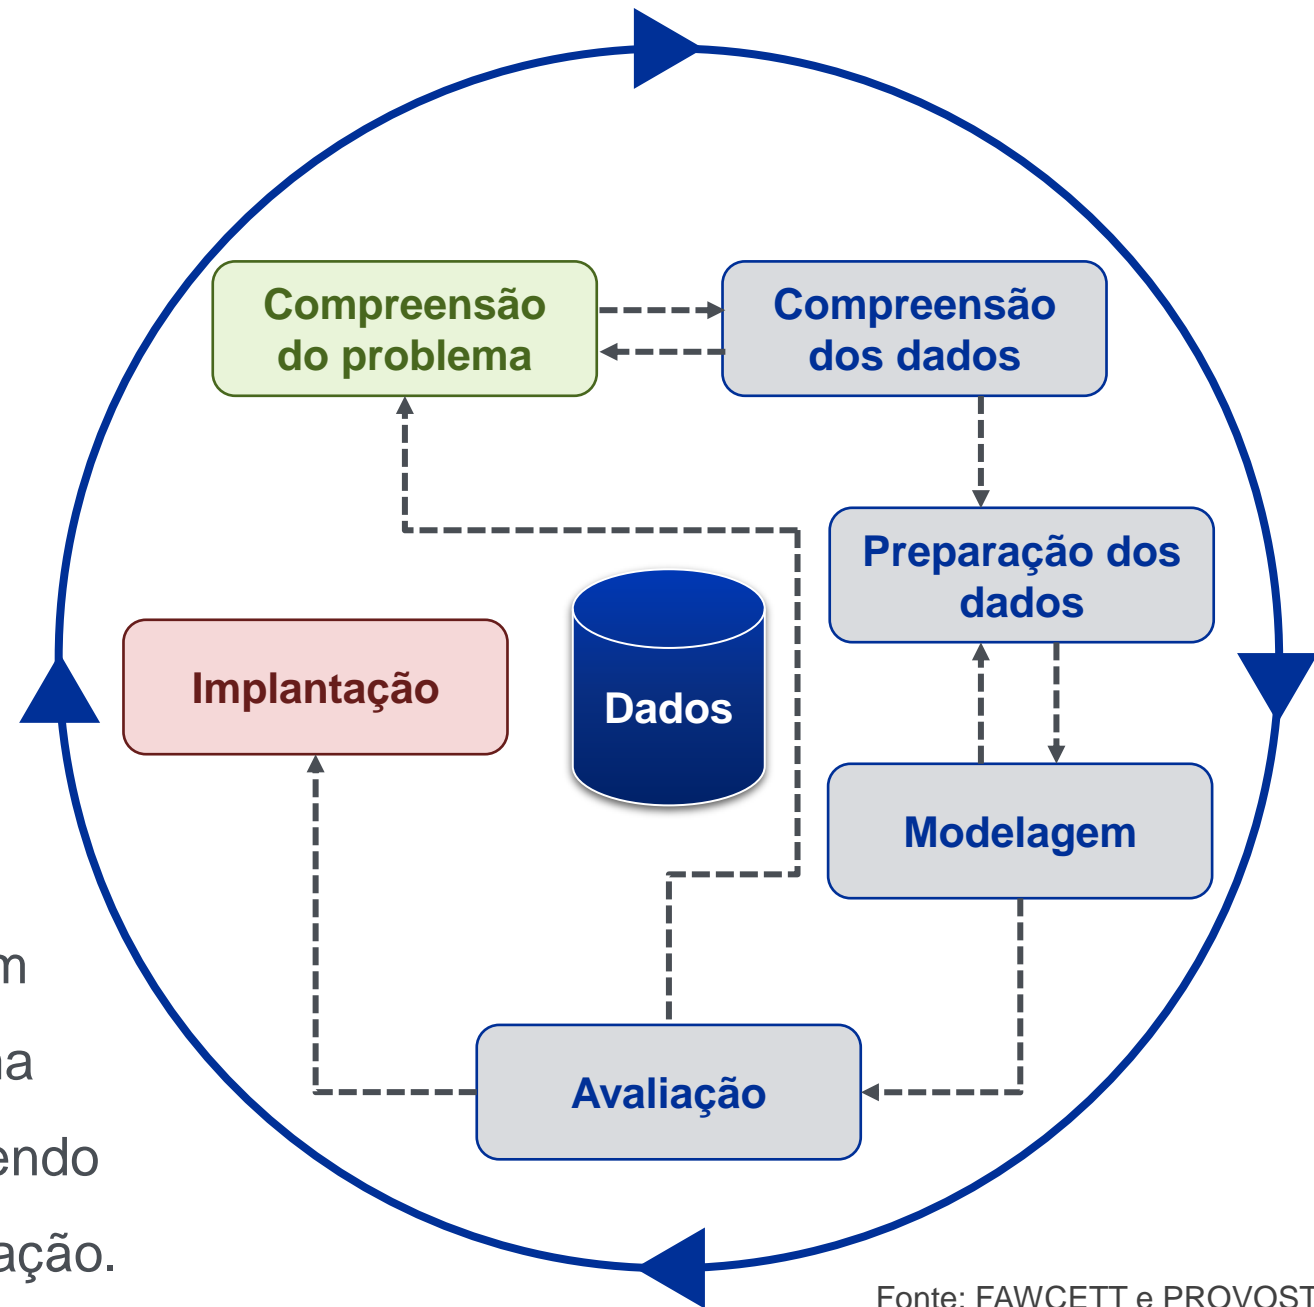 Compreensão
do problema
Compreensão
dos dados
Preparação dos
dados
Implantação
Dados
Modelagem
Avaliação
m
na
endo
ação.
Fonte: FAWCETT e PROVOST